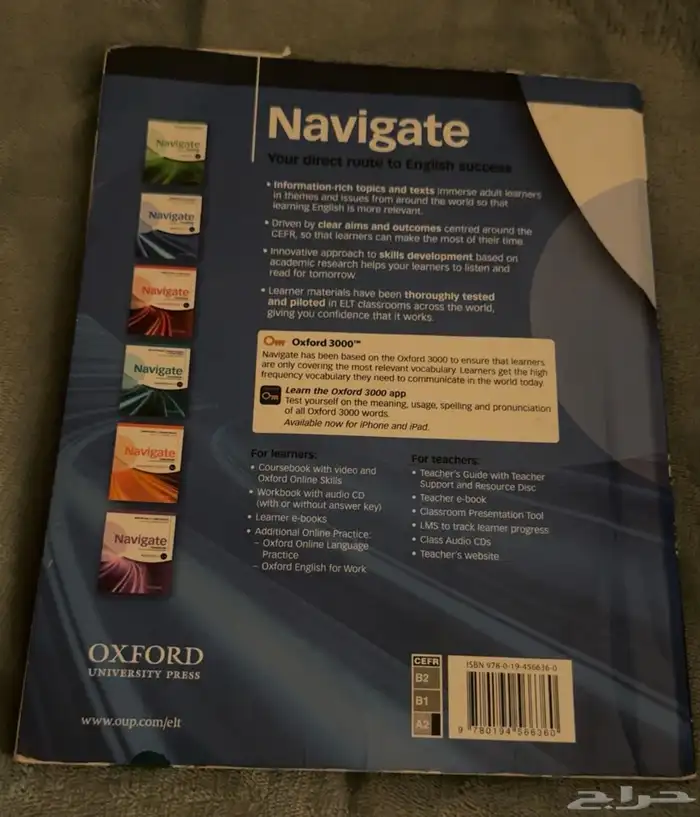 Navigate
Your direct route to English success
• Information-rich topics and texts immerse adult learners
in themes and issues from around the world so that
learning English is more relevant.
• Driven by clear aims and outcomes centred around the
CEFR, so that learners can make the most of their time.
• Innovative approach to skills development based on
academic research helps your learners to listen and
read for tomorrow.
• Learner materials have been thoroughly tested
and piloted in ELT classrooms across the world,
giving you confidence that it works.
Oxford 3000™
Navigate has been based on the Oxford 3000 to ensure that learners
are only covering the most relevant vocabulary. Learners get the high
frequency vocabulary they need to communicate in the world today.
Learn the Oxford 3000 app
Test yourself on the meaning, usage, spelling and pronunciation
of all Oxford 3000 words.
Available now for iPhone and iPad.
For learners:
• Coursebook with video and
Oxford Online Skills
• Workbook with audio CD
(with or without answer key)
• Learner e-books
• Additional Online Practice:
– Oxford Online Language
Practice
– Oxford English for Work
For teachers:
• Teacher's Guide with Teacher
Support and Resource Disc
• Teacher e-book
• Classroom Presentation Tool
• LMS to track learner progress
• Class Audio CDs
• Teacher's website
Navigate
Navigate
Navigate
Navigate
Navigate
Navigate
OXFORD
UNIVERSITY PRESS
www.oup.com/elt
CEFR
B2
B1
A2
ISBN 978-0-19-456636-0
9 780194 566360
حراج